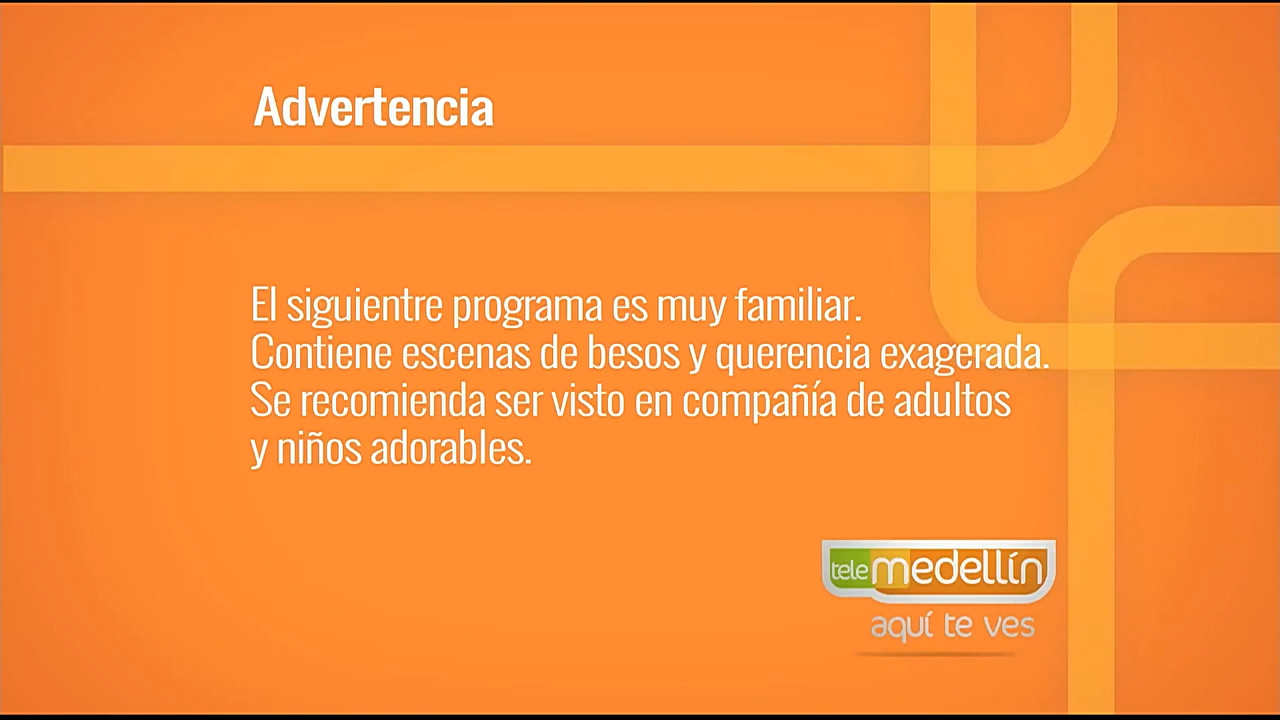 Advertencia
El siguientre programa es muy familiar.
Contiene escenas de besos y querencia exagerada.
Se recomienda ser visto en compañía de adultos
y niños adorables.
telemedellín
aquí te ves